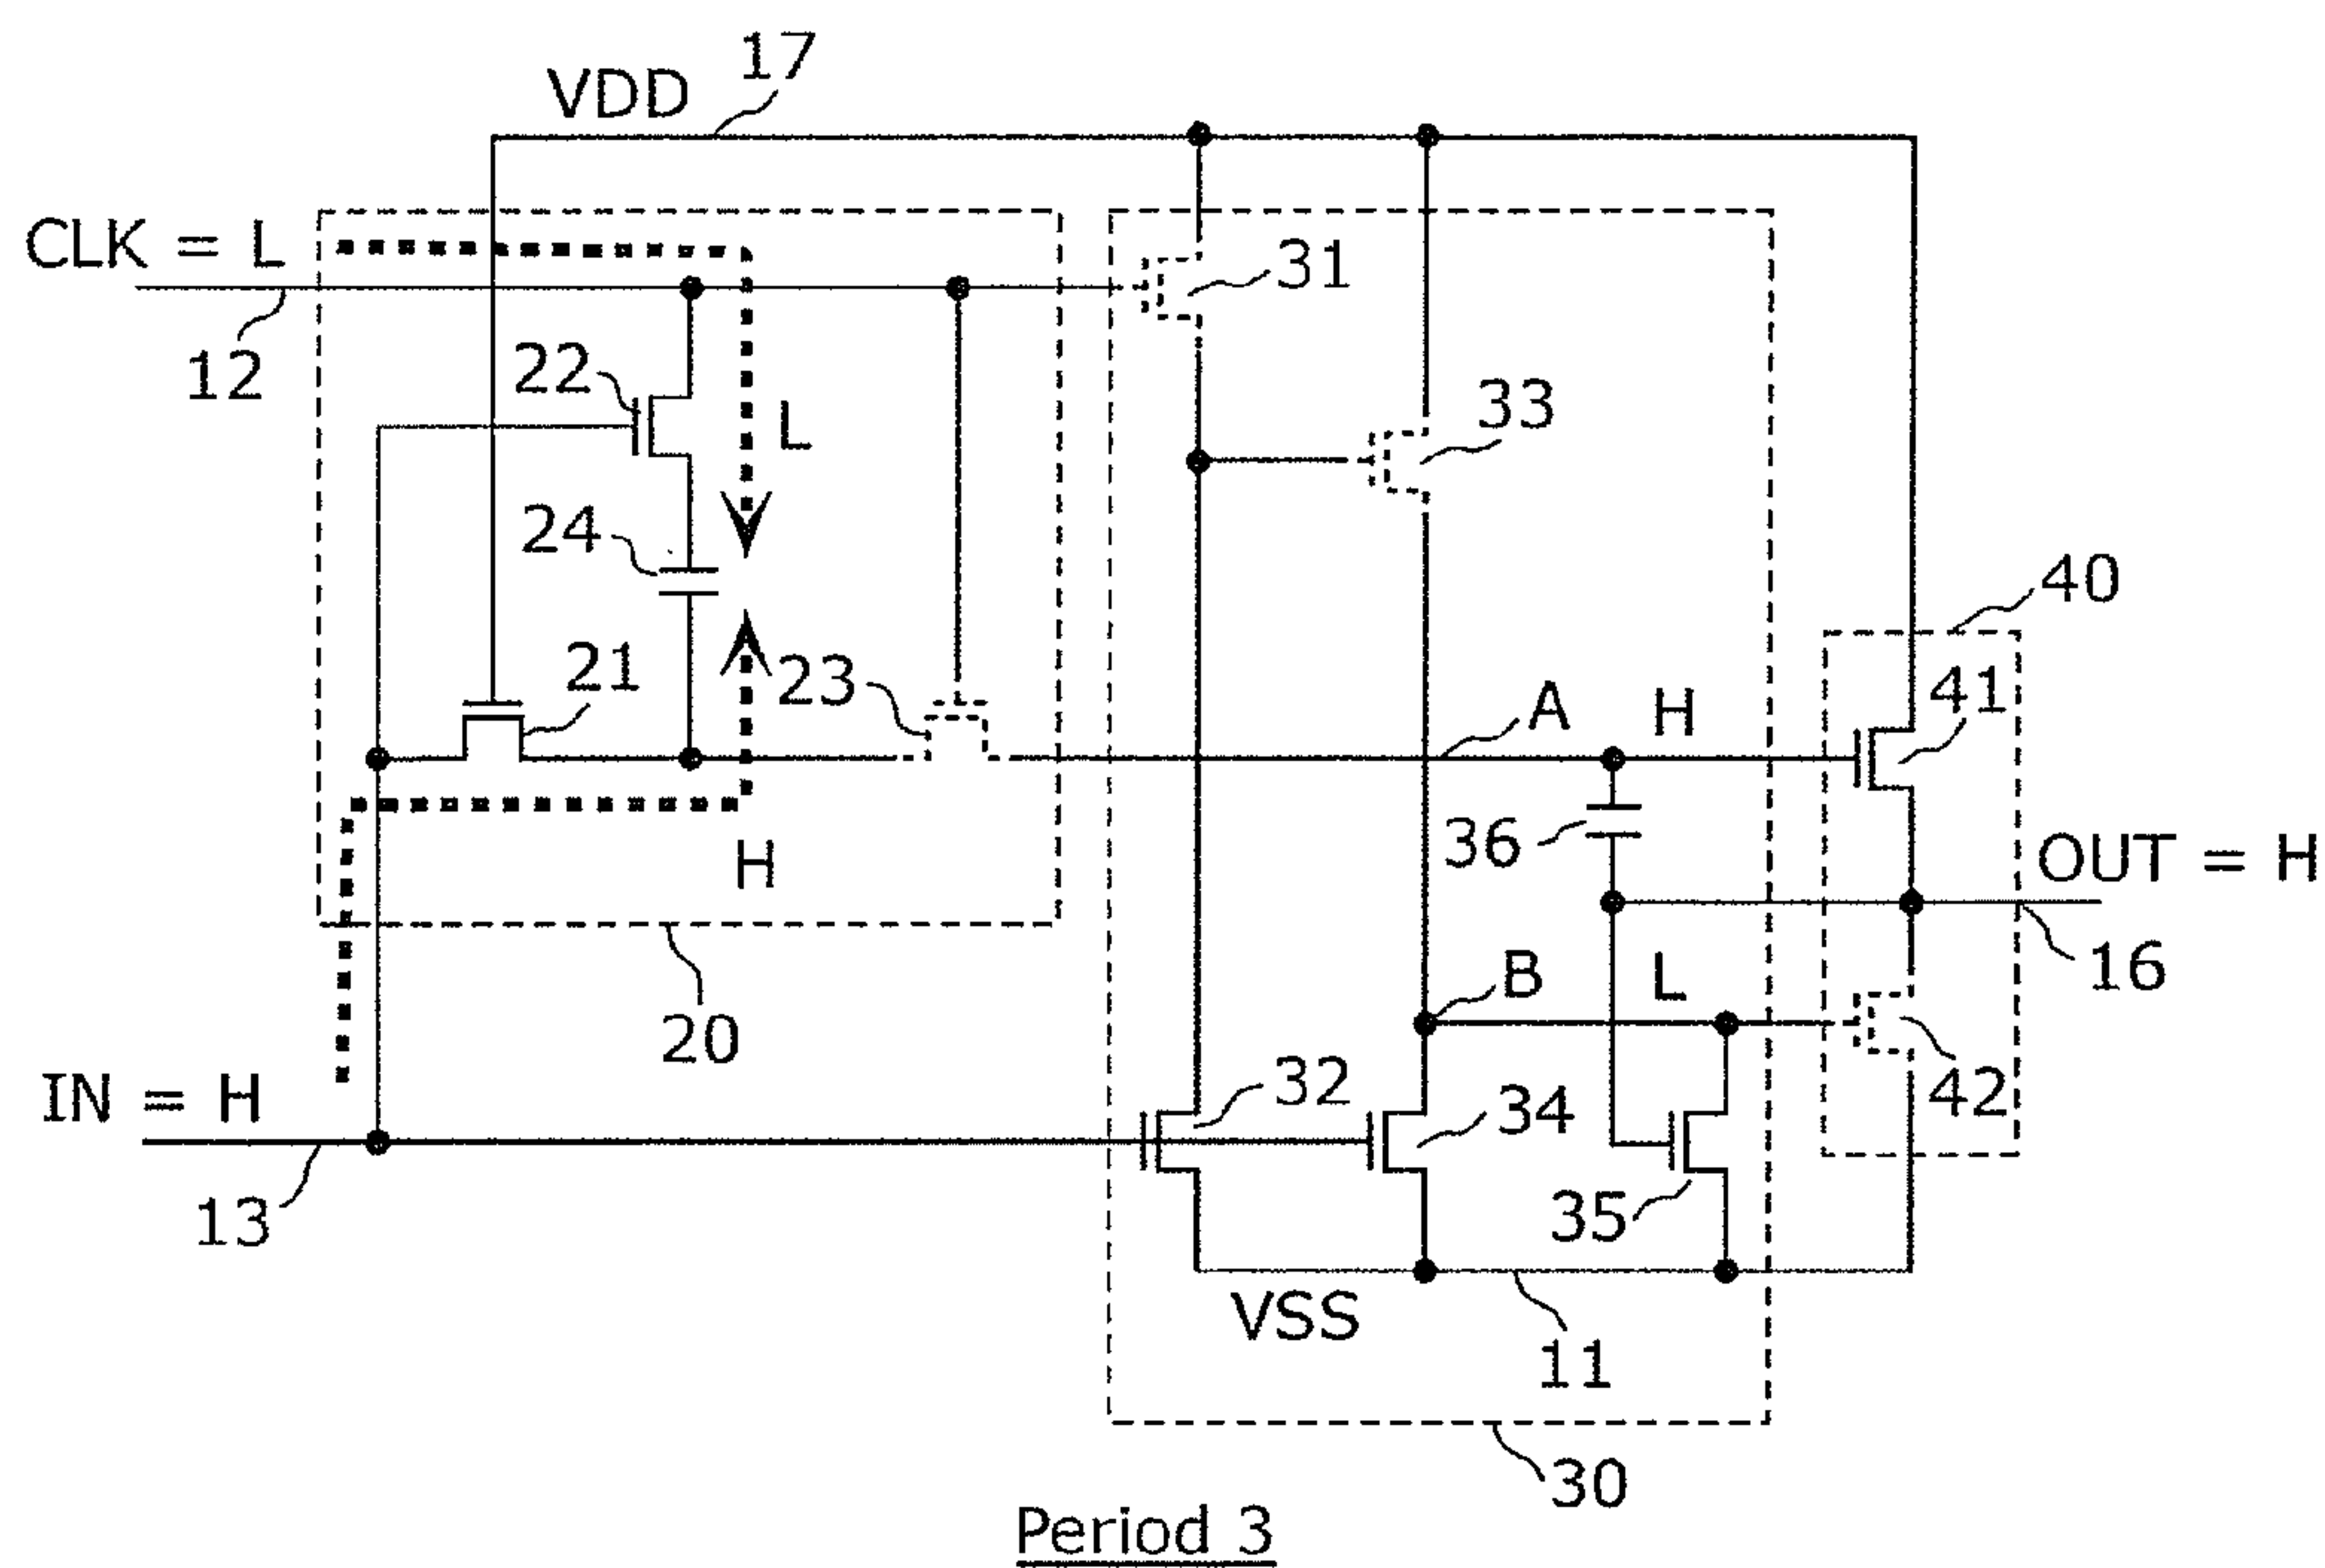 17
VDD
CLK = L
12
31
22
L
33
24
21
23
A
H
40
41
36
OUT = H
H
B
L
16
20
IN = H
32
34
42
13
35
VSS
11
30
Period 3